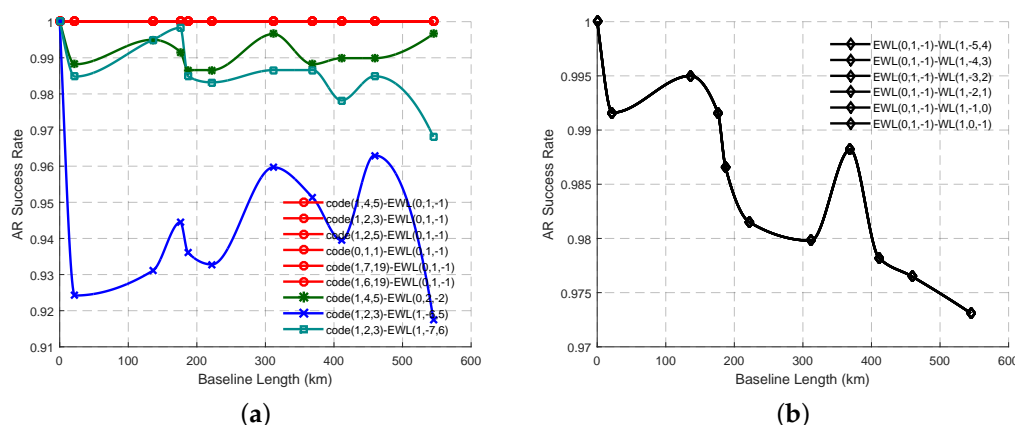 1
0.99
0.98
0.97
0.96
0.95
0.94
0.93
0.92
0.91
AR Success Rate
code(1,4,5)-EWL(0,1,-1)
code(1,2,3)-EWL(0,1,-1)
code(1,2,5)-EWL(0,1,-1)
code(0,1,1)-EWL(0,1,-1)
code(1,7,19)-EWL(0,1,-1)
code(1,6,19)-EWL(0,1,-1)
code(1,4,5)-EWL(0,2,-2)
code(1,2,3)-EWL(1,-6,5)
code(1,2,3)-EWL(1,-7,6)
0 100 200 300 400 500 600
Baseline Length (km)
(a)
1
0.995
0.99
0.985
0.98
0.975
0.97
AR Success Rate
EWL(0,1,-1)-WL(1,-5,4)
EWL(0,1,-1)-WL(1,-4,3)
EWL(0,1,-1)-WL(1,-3,2)
EWL(0,1,-1)-WL(1,-2,1)
EWL(0,1,-1)-WL(1,-1,0)
EWL(0,1,-1)-WL(1,0,-1)
0 100 200 300 400 500 600
Baseline Length (km)
(b)